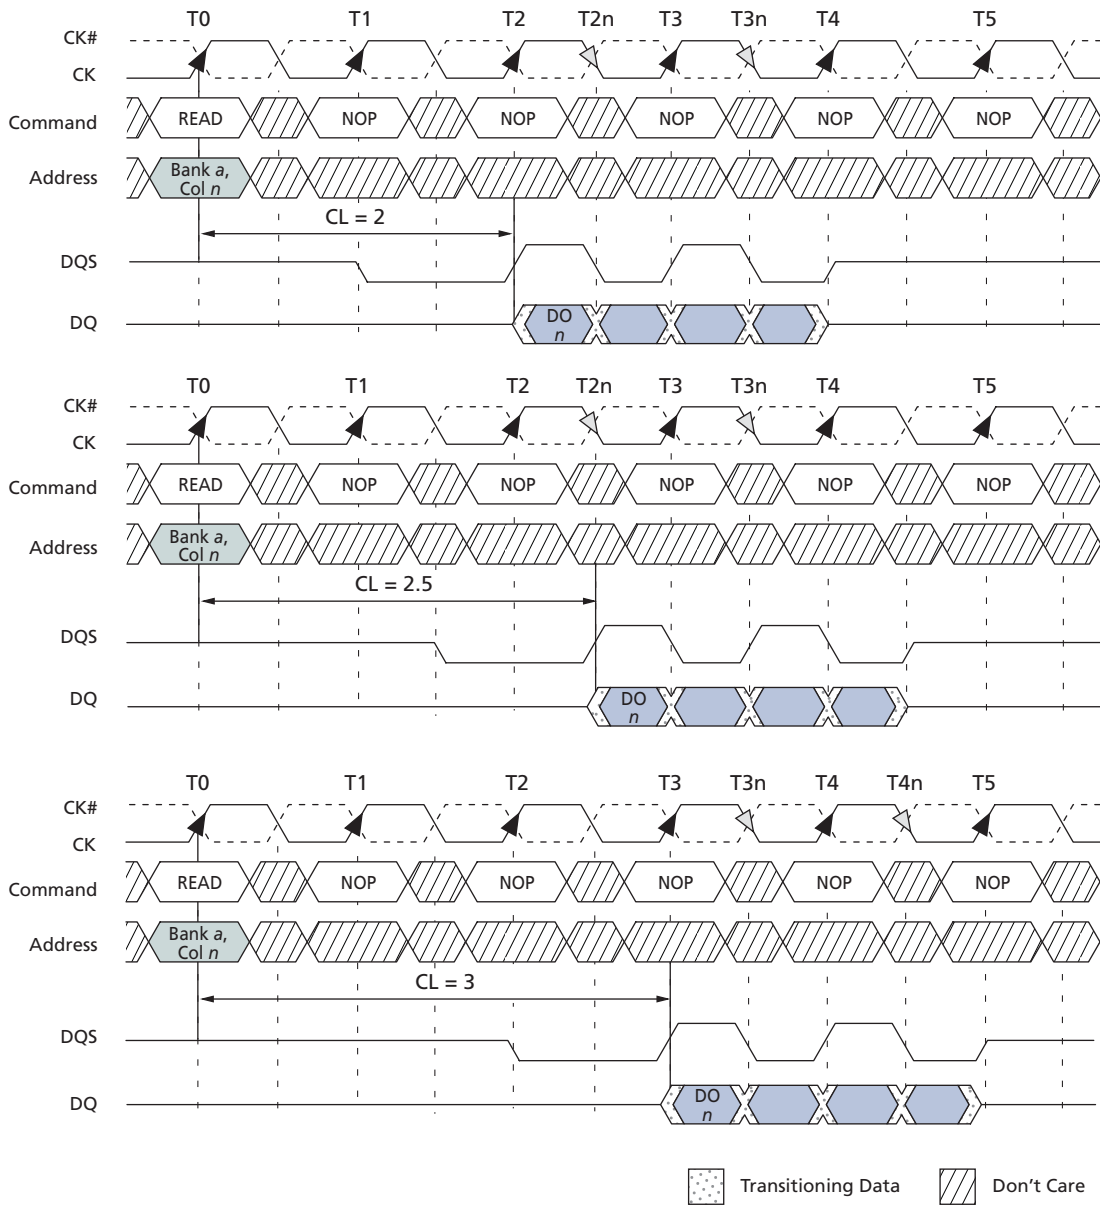 T0 T1 T2 T2n T3 T3n T4 T5
CK#
CK
Command READ NOP NOP NOP NOP NOP
Address Bank a,
Col n
CL = 2
DQS
DQ DO
n
T0 T1 T2 T2n T3 T3n T4 T5
CK#
CK
Command READ NOP NOP NOP NOP NOP
Address Bank a,
Col n
CL = 2.5
DQS
DQ DO
n
T0 T1 T2 T3 T3n T4 T4n T5
CK#
CK
Command READ NOP NOP NOP NOP NOP
Address Bank a,
Col n
CL = 3
DQS
DQ DO
n
Transitioning Data Don't Care